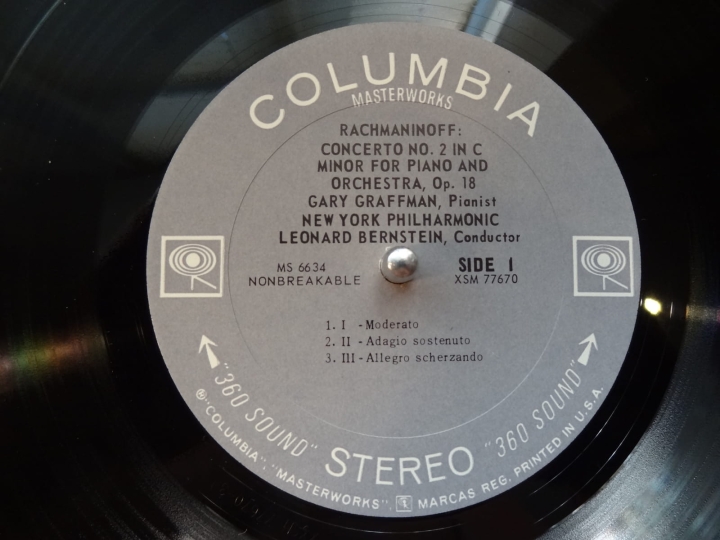 COLUMBIA
MASTERWORKS
RACHMANINOFF:
CONCERTO NO. 2 IN C
MINOR FOR PIANO AND
ORCHESTRA, Op. 18
GARY GRAFFMAN, Pianist
NEW YORK PHILHARMONIC
LEONARD BERNSTEIN, Conductor
MS 6634
NONBREAKABLE
SIDE 1
XSM 77670
1. I - Moderato
2. II - Adagio sostenuto
3. III - Allegro scherzando
"360 SOUND" STEREO "360 SOUND"
Ⓡ "COLUMBIA", "MASTERWORKS", 1 MARCAS REG. PRINTED IN U.S.A.